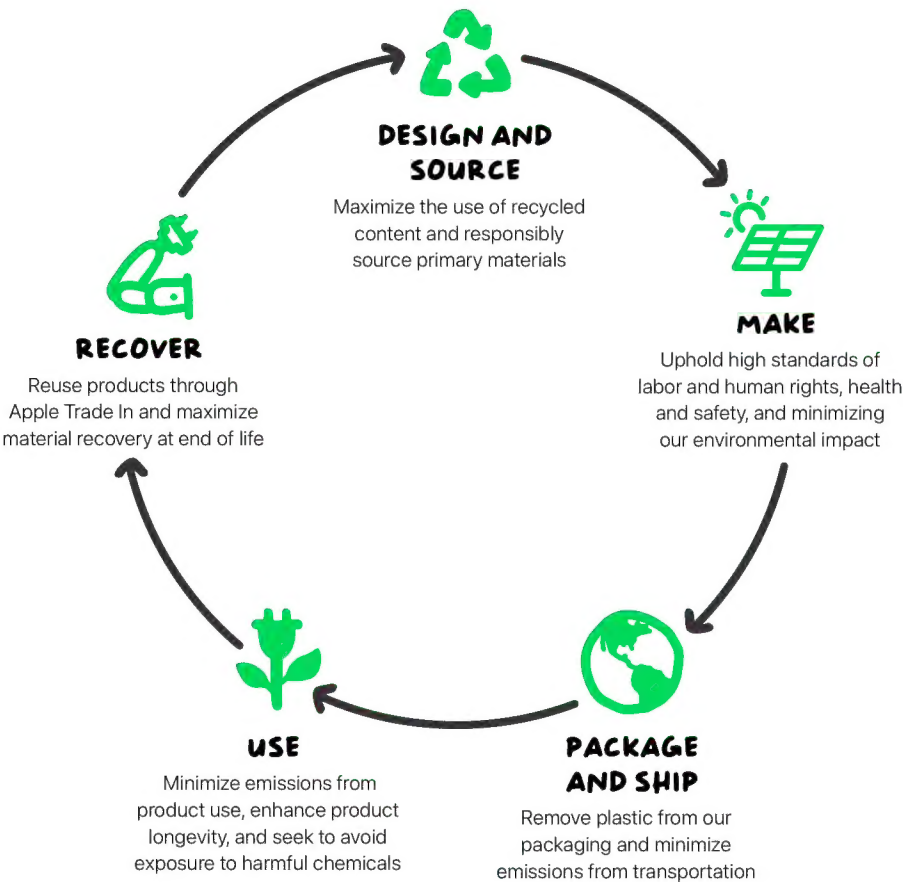 DESIGN AND
SOURCE
Maximize the use of recycled
content and responsibly
source primary materials
MAKE
Uphold high standards of
labor and human rights, health
and safety, and minimizing
our environmental impact
PACKAGE
AND SHIP
Remove plastic from our
packaging and minimize
emissions from transportation
USE
Minimize emissions from
product use, enhance product
longevity, and seek to avoid
exposure to harmful chemicals
RECOVER
Reuse products through
Apple Trade In and maximize
material recovery at end of life